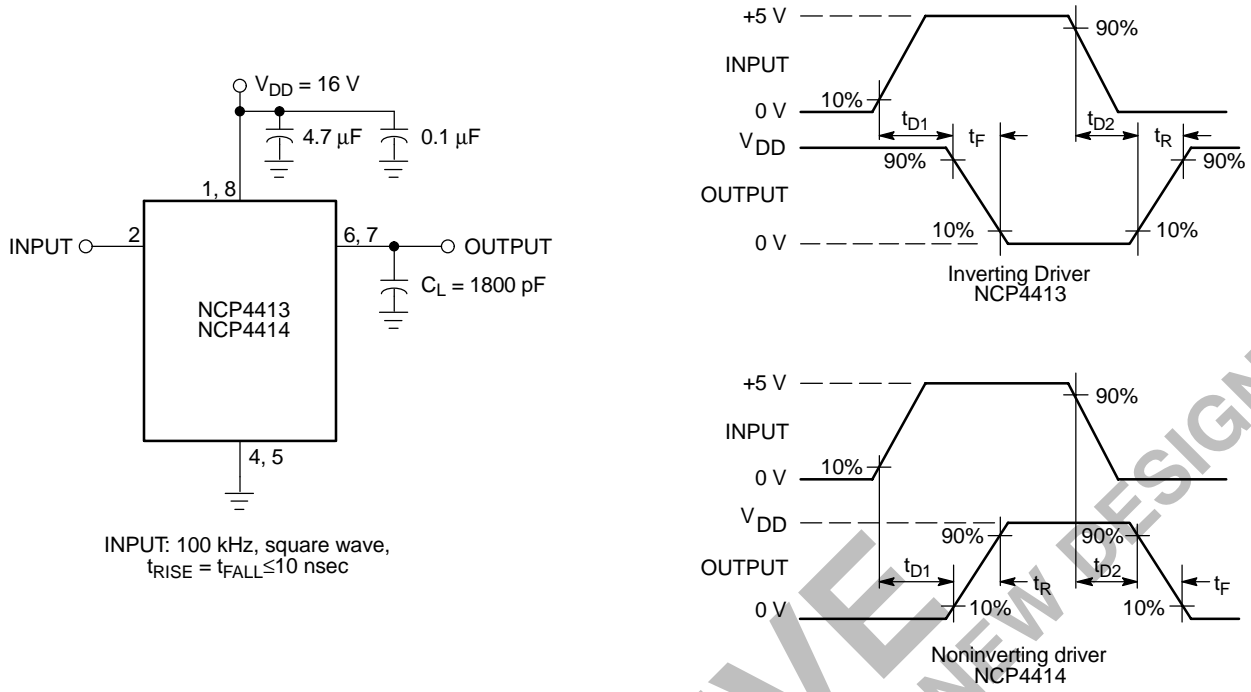 V_DD = 16 V
4.7 μF
0.1 μF
1, 8
INPUT
2
6, 7
OUTPUT
C_L = 1800 pF
NCP4413
NCP4414
4, 5
INPUT: 100 kHz, square wave,
t_RISE = t_FALL≤10 nsec
+5 V
90%
INPUT
10%
0 V
t_D1
t_F
t_D2
t_R
V_DD
90%
90%
OUTPUT
10%
10%
0 V
Inverting Driver
NCP4413
+5 V
90%
INPUT
10%
0 V
V_DD
90%
90%
OUTPUT
t_D1
t_R
t_D2
t_F
0 V
10%
10%
Noninverting driver
NCP4414
NEW DESIGN